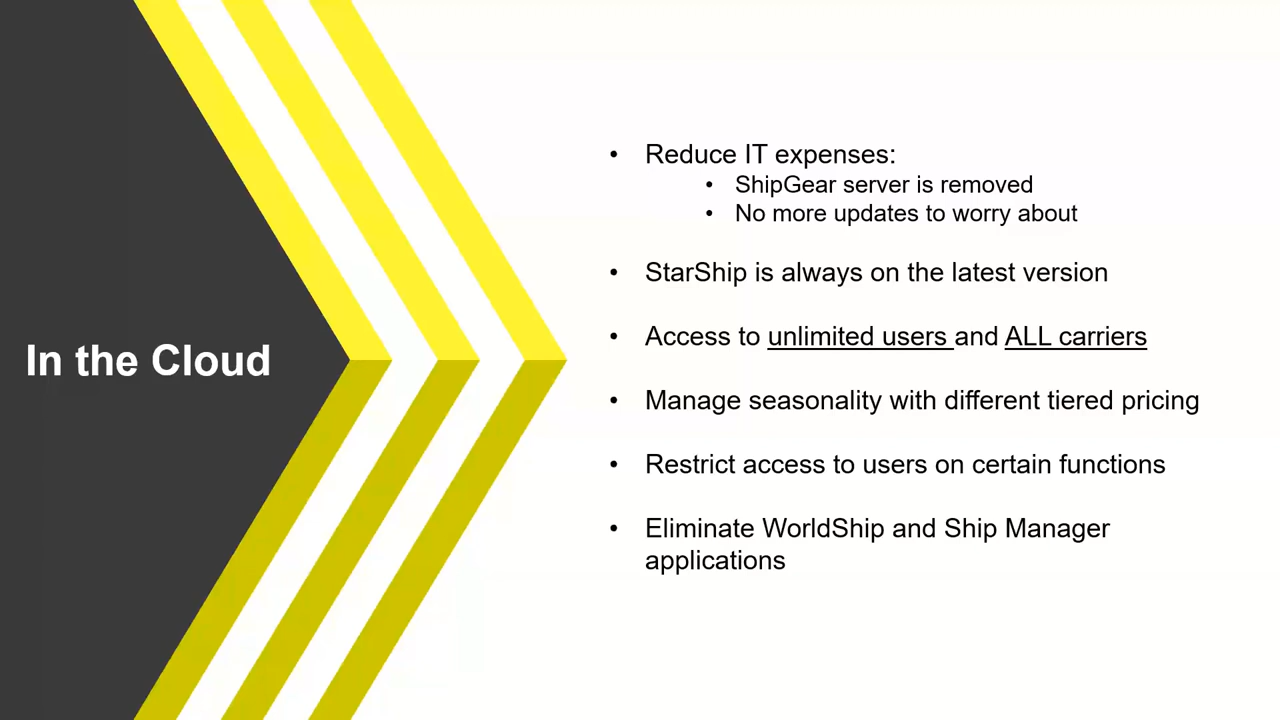 In the Cloud
• Reduce IT expenses:
• ShipGear server is removed
• No more updates to worry about
• StarShip is always on the latest version
• Access to unlimited users and ALL carriers
• Manage seasonality with different tiered pricing
• Restrict access to users on certain functions
• Eliminate WorldShip and Ship Manager
applications